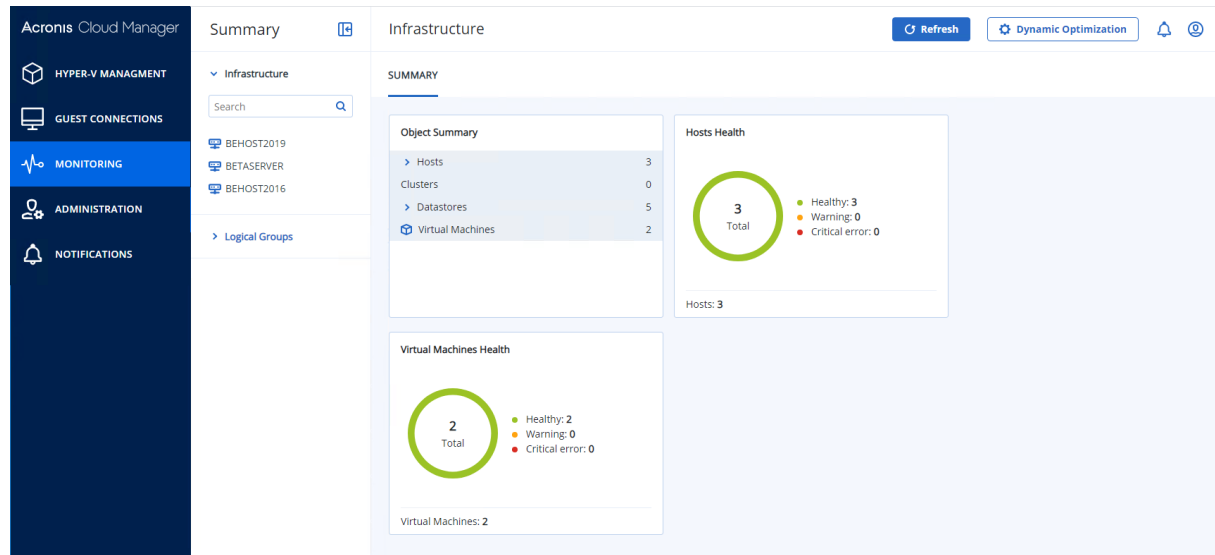 Acronis Cloud Manager
HYPER-V MANAGMENT
GUEST CONNECTIONS
MONITORING
ADMINISTRATION
NOTIFICATIONS
Summary
Infrastructure
Search
BEHOST2019
BETASERVER
BEHOST2016
Logical Groups
Infrastructure
Refresh
Dynamic Optimization
SUMMARY
Object Summary
Hosts 3
Clusters 0
Datastores 5
Virtual Machines 2
Hosts Health
3
Total
Healthy: 3
Warning: 0
Critical error: 0
Hosts: 3
Virtual Machines Health
2
Total
Healthy: 2
Warning: 0
Critical error: 0
Virtual Machines: 2